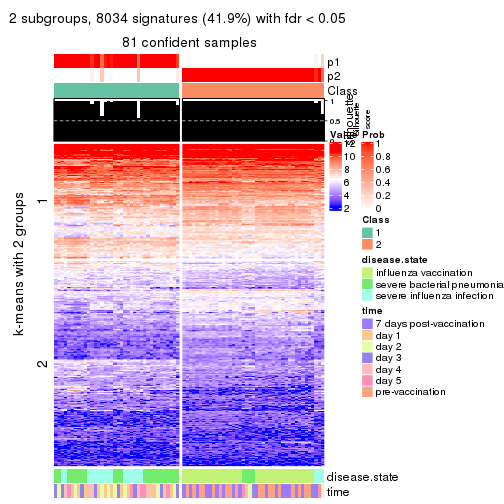 2 subgroups, 8034 signatures (41.9%) with fdr < 0.05
81 confident samples
p1
p2
Class
1
0.5
silhouette
score
Value
12
10
8
6
4
2
Prob
1
0.8
0.6
0.4
0.2
0
Class
1
2
disease.state
influenza vaccination
severe bacterial pneumonia
severe influenza infection
time
7 days post-vaccination
day 1
day 2
day 3
day 4
day 5
pre-vaccination
k-means with 2 groups
1
2
disease.state
time